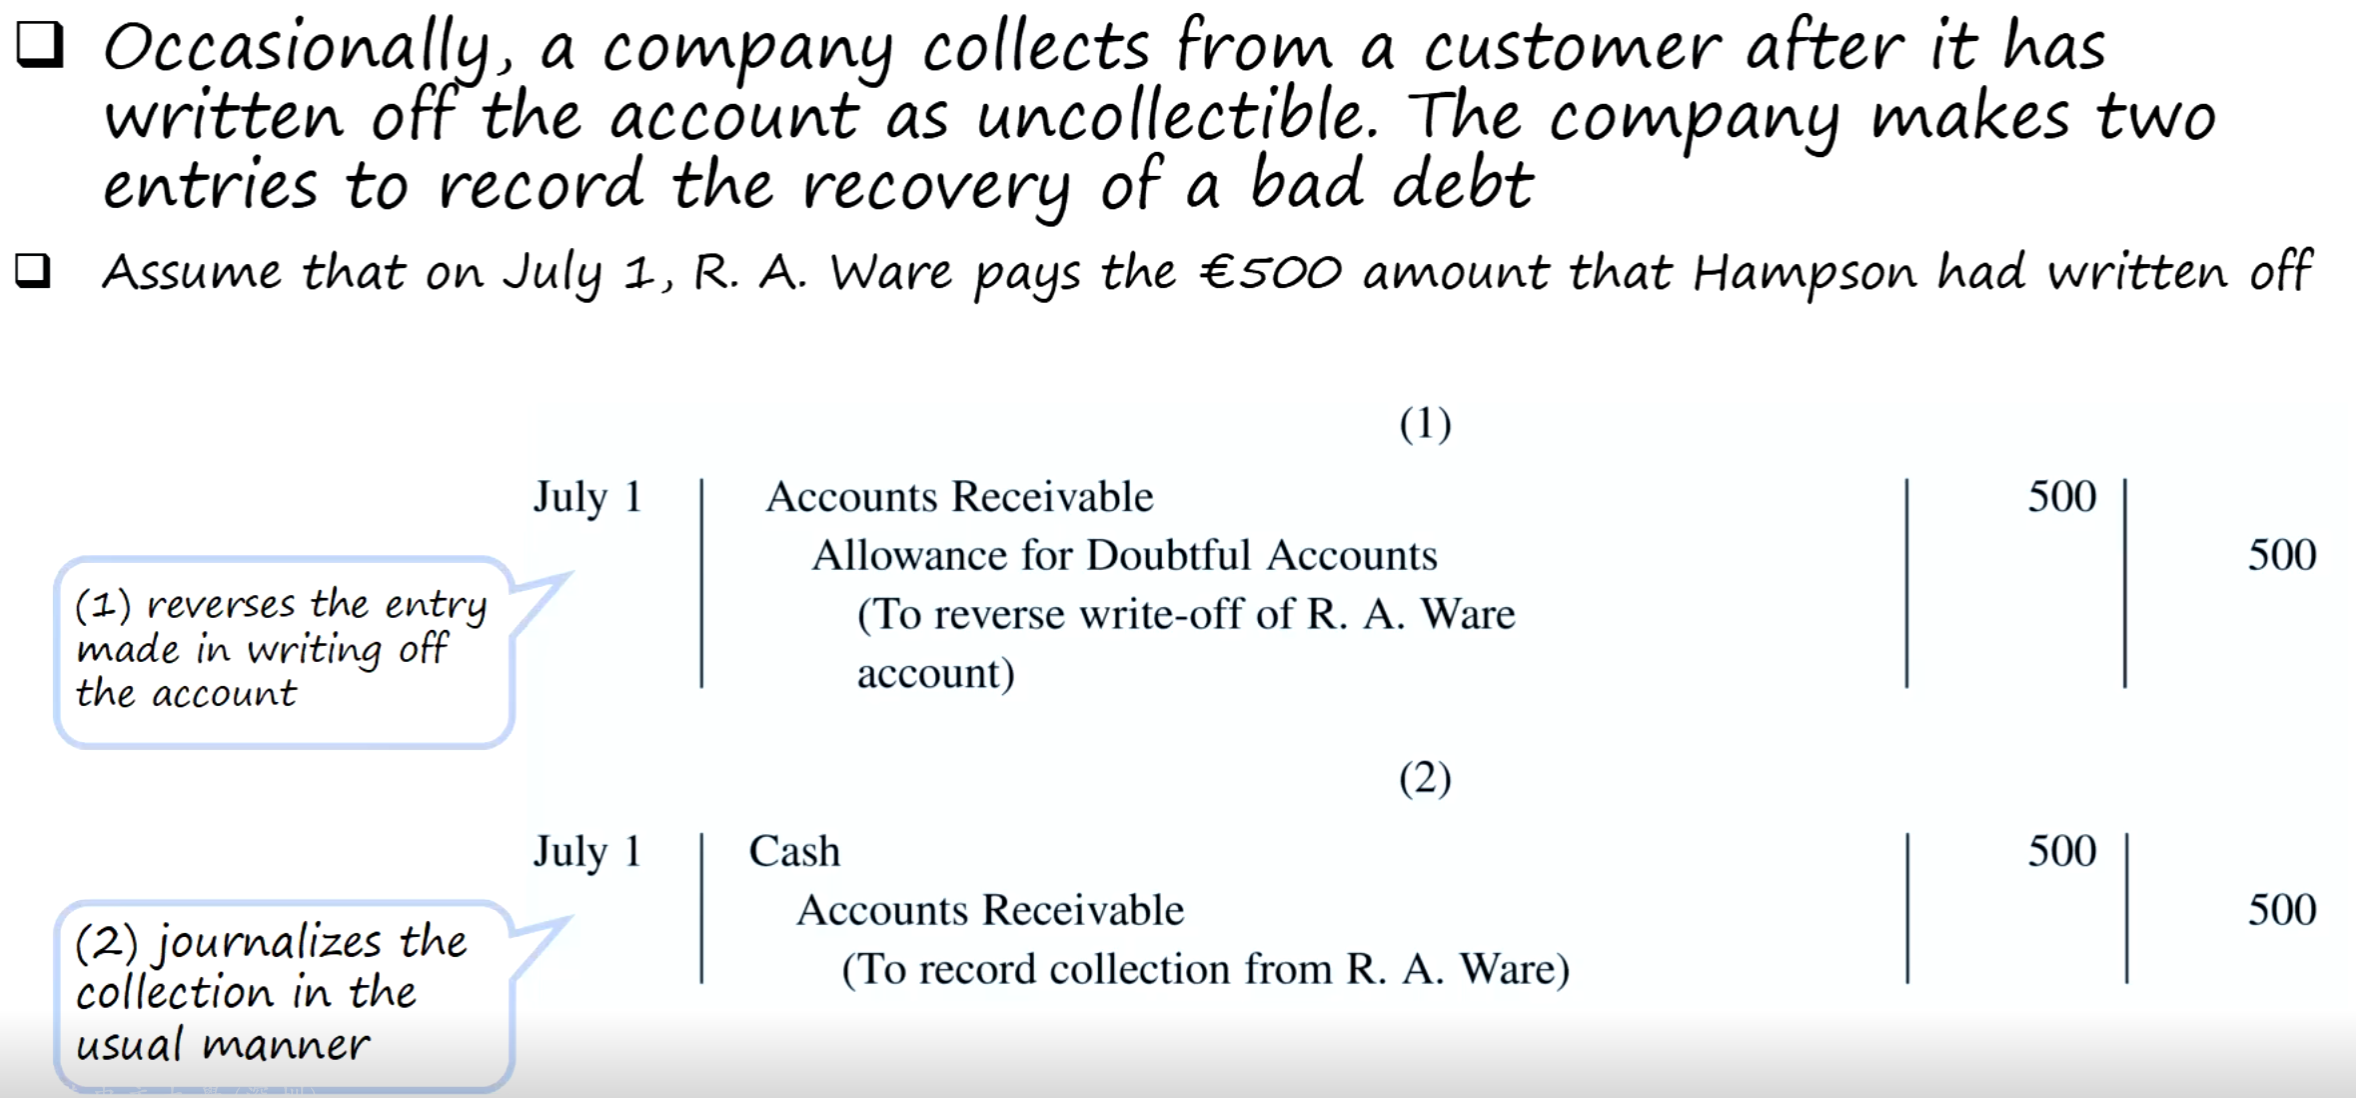 ❑ Occasionally, a company collects from a customer after it has
written off the account as uncollectible. The company makes two
entries to record the recovery of a bad debt
❑ Assume that on July 1, R. A. Ware pays the €500 amount that Hampson had written off
(1)
July 1 Accounts Receivable 500
Allowance for Doubtful Accounts 500
(To reverse write-off of R. A. Ware
account)
(1) reverses the entry
made in writing off
the account
(2)
July 1 Cash 500
Accounts Receivable 500
(To record collection from R. A. Ware)
(2) journalizes the
collection in the
usual manner